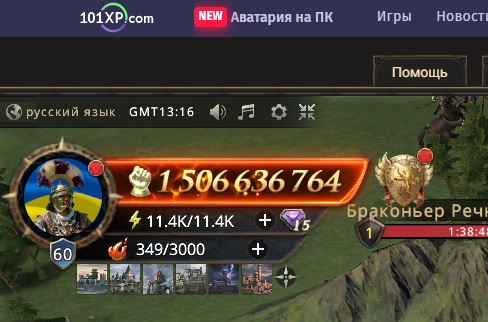 101XP.com
NEW Аватария на ПК
Игры
Новост
Помощь
русский язык GMT13:16
1 506 636 764
11.4K/11.4K + 15
349/3000 +
60
Браконьер Речн
1 1:38:48